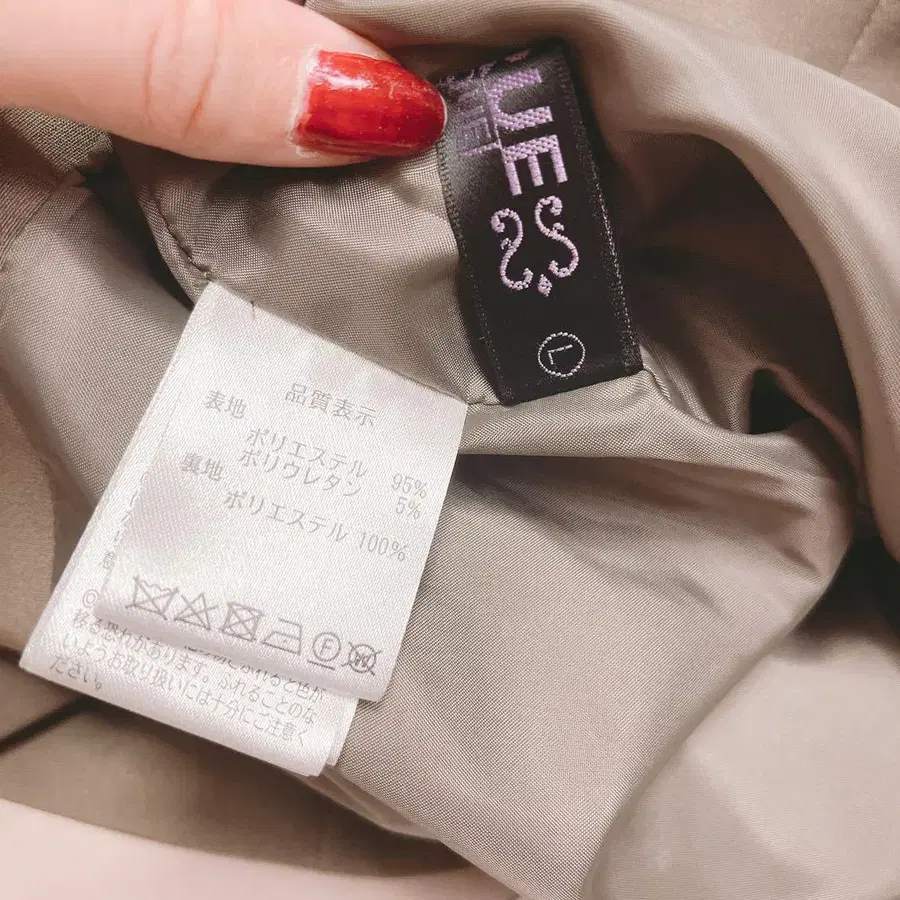 UE
L
品質表示
表地
ポリエステル 95%
ポリウレタン 5%
裏地
ポリエステル 100%
W
移る恐れがあります。ふれることのな
いようお取り扱いには十分にご注意
ください。